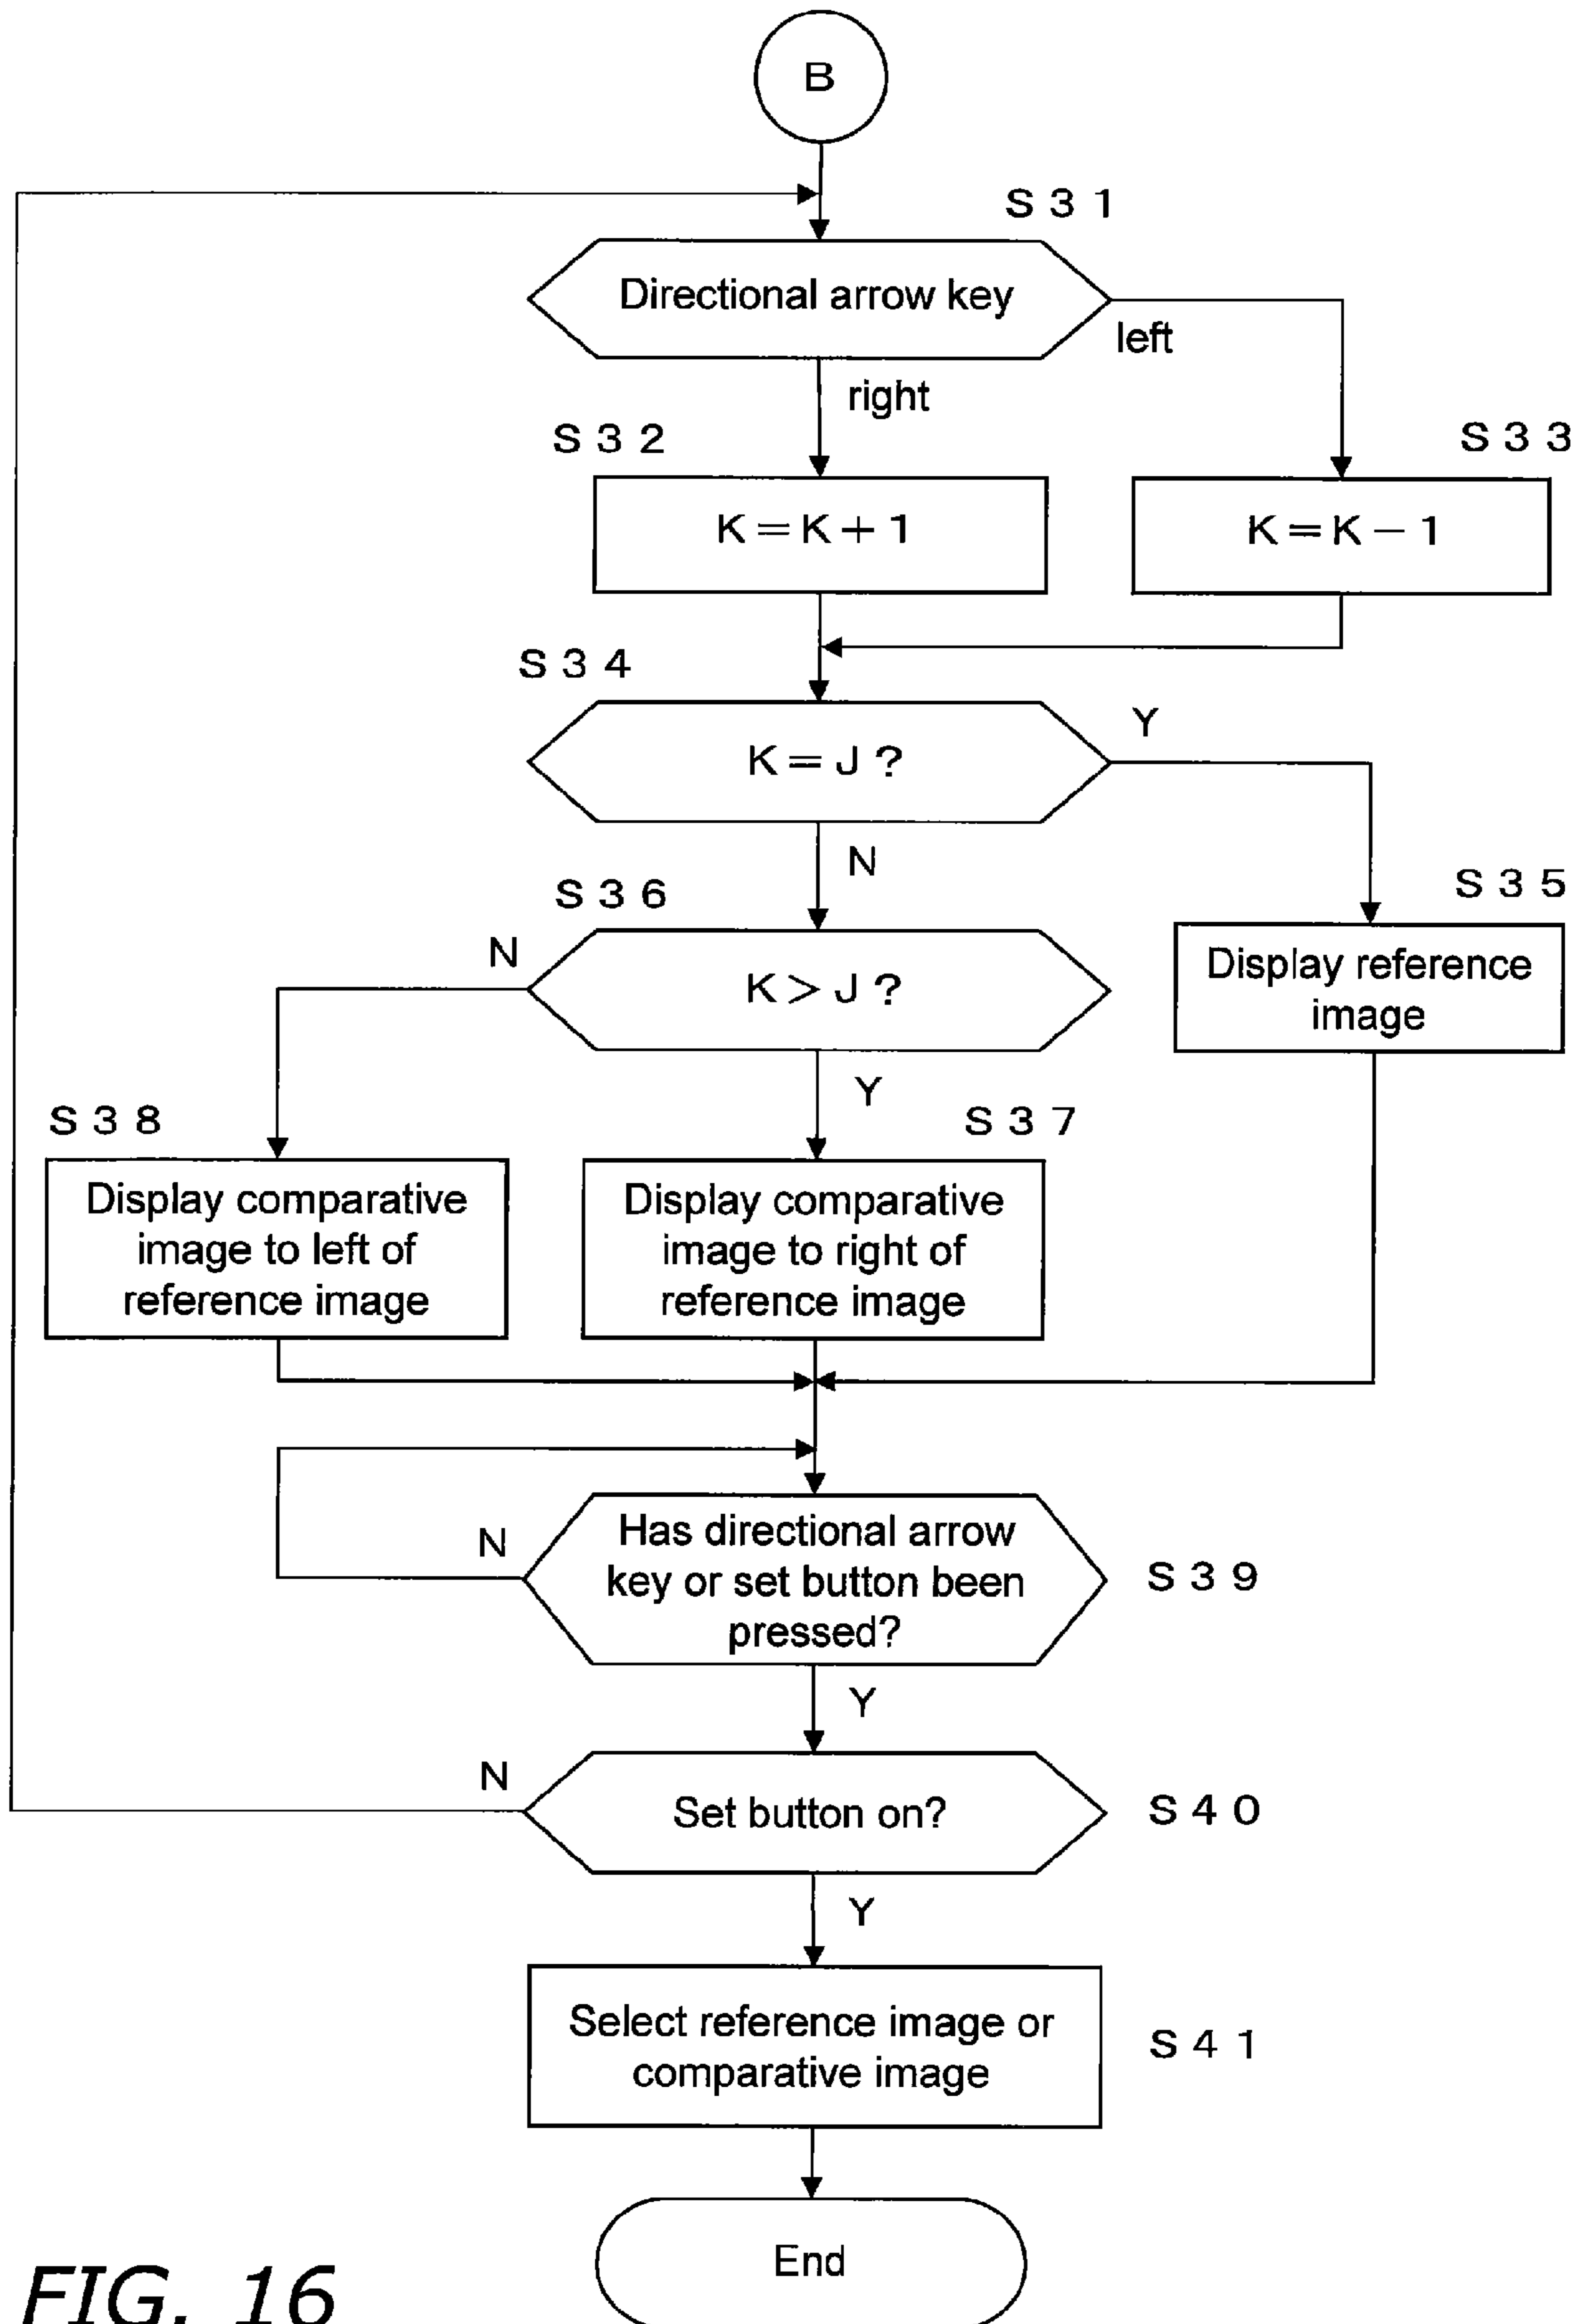 B
S31
Directional arrow key
left
right
S32
S33
K=K+1
K=K-1
S34
K=J?
Y
N
S36
S35
N
K>J?
Display reference
image
Y
S38
S37
Display comparative
image to left of
reference image
Display comparative
image to right of
reference image
N
Has directional arrow
key or set button been
pressed?
S39
Y
N
Set button on?
S40
Y
Select reference image or
comparative image
S41
End
FIG. 16